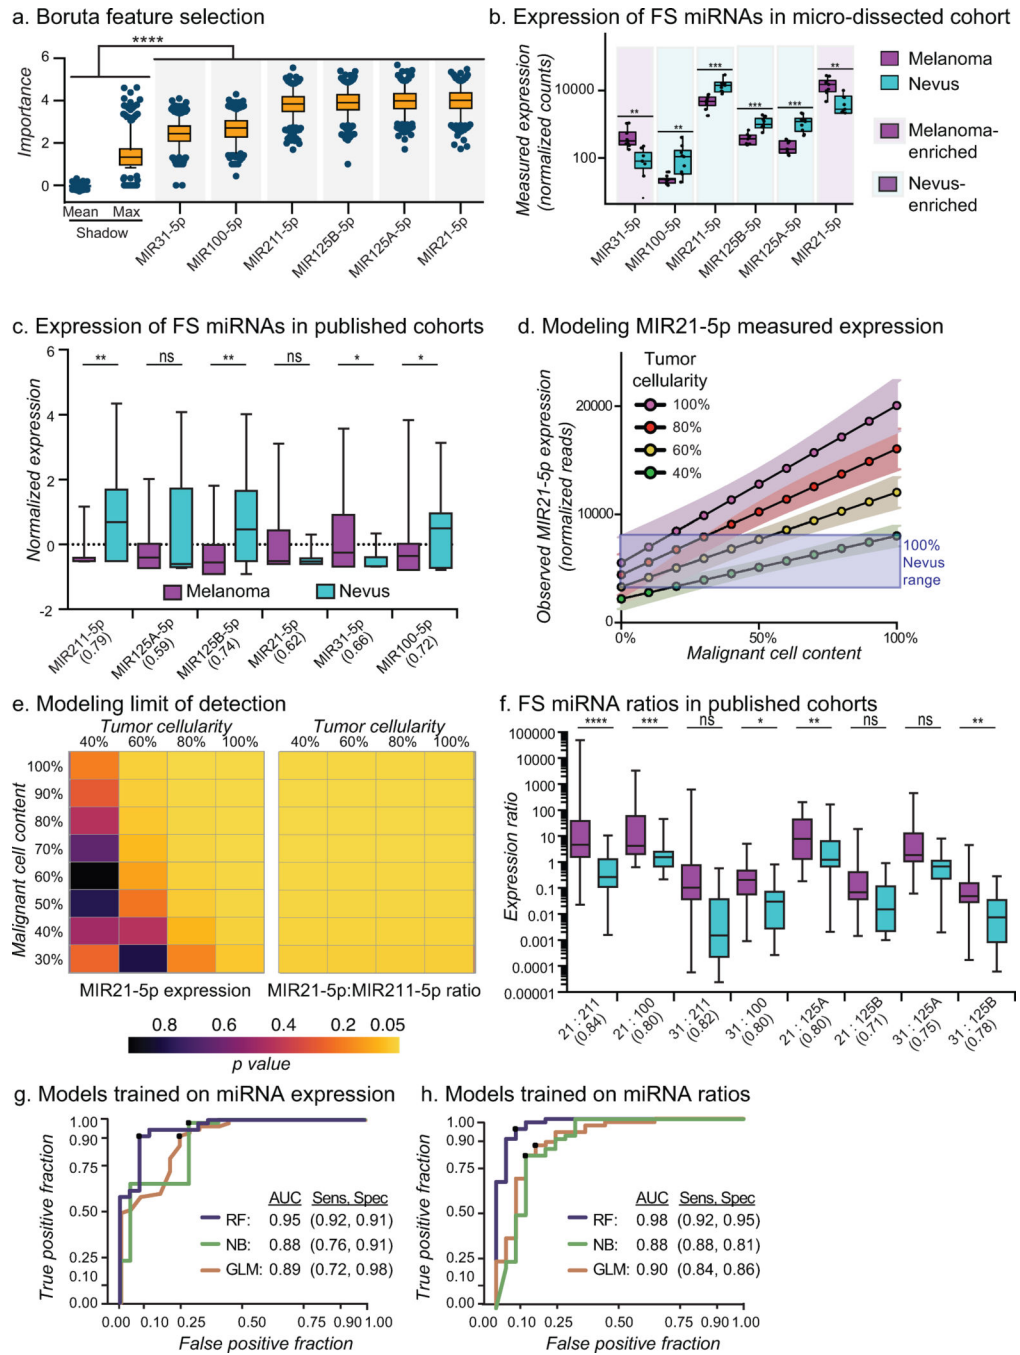 a. Boruta feature selection
****
Importance
6
4
2
0
Mean Max
Shadow
MIR31-5p
MIR100-5p
MIR211-5p
MIR125B-5p
MIR125A-5p
MIR21-5p
b. Expression of FS miRNAs in micro-dissected cohort
Measured expression
(normalized counts)
10000
100
** ** *** *** *** **
MIR31-5p
MIR100-5p
MIR211-5p
MIR125B-5p
MIR125A-5p
MIR21-5p
Melanoma
Nevus
Melanoma-
enriched
Nevus-
enriched
c. Expression of FS miRNAs in published cohorts
Normalized expression
6
4
2
0
-2
** ns ** ns * *
Melanoma Nevus
MIR211-5p
(0.79)
MIR125A-5p
(0.59)
MIR125B-5p
(0.74)
MIR21-5p
(0.62)
MIR31-5p
(0.66)
MIR100-5p
(0.72)
d. Modeling MIR21-5p measured expression
Observed MIR21-5p expression
(normalized reads)
20000
10000
0
Tumor
cellularity
100%
80%
60%
40%
100%
Nevus
range
0% 50% 100%
Malignant cell content
e. Modeling limit of detection
Tumor cellularity
40% 60% 80% 100%
Tumor cellularity
40% 60% 80% 100%
Malignant cell content
100%
90%
80%
70%
60%
50%
40%
30%
MIR21-5p expression
MIR21-5p:MIR211-5p ratio
0.8 0.6 0.4 0.2 0.05
p value
f. FS miRNA ratios in published cohorts
**** *** ns * ** ns ns **
Expression ratio
100000
10000
1000
100
10
1
0.1
0.01
0.001
0.0001
0.00001
21 : 211
(0.84)
21 : 100
(0.80)
31 : 211
(0.82)
31 : 100
(0.80)
21 : 125A
(0.80)
21 : 125B
(0.71)
31 : 125A
(0.75)
31 : 125B
(0.78)
g. Models trained on miRNA expression
True positive fraction
1.00
0.90
0.75
0.50
0.25
0.10
0.00
AUC Sens, Spec
RF: 0.95 (0.92, 0.91)
NB: 0.88 (0.76, 0.91)
GLM: 0.89 (0.72, 0.98)
0.00 0.10 0.25 0.50 0.75 0.90 1.00
False positive fraction
h. Models trained on miRNA ratios
True positive fraction
1.00
0.90
0.75
0.50
0.25
0.10
0.00
AUC Sens, Spec
RF: 0.98 (0.92, 0.95)
NB: 0.88 (0.88, 0.81)
GLM: 0.90 (0.84, 0.86)
0.00 0.10 0.25 0.50 0.75 0.90 1.00
False positive fraction